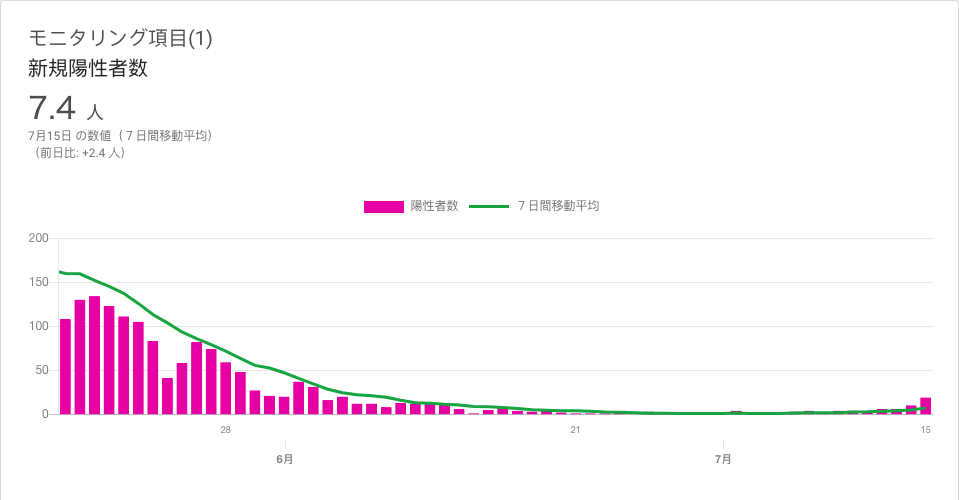 モニタリング項目(1)
新規陽性者数
7.4 人
7月15日 の数値（７日間移動平均）
（前日比: +2.4 人）
陽性者数 ７日間移動平均
200
150
100
50
0
28 21 15
6月 7月